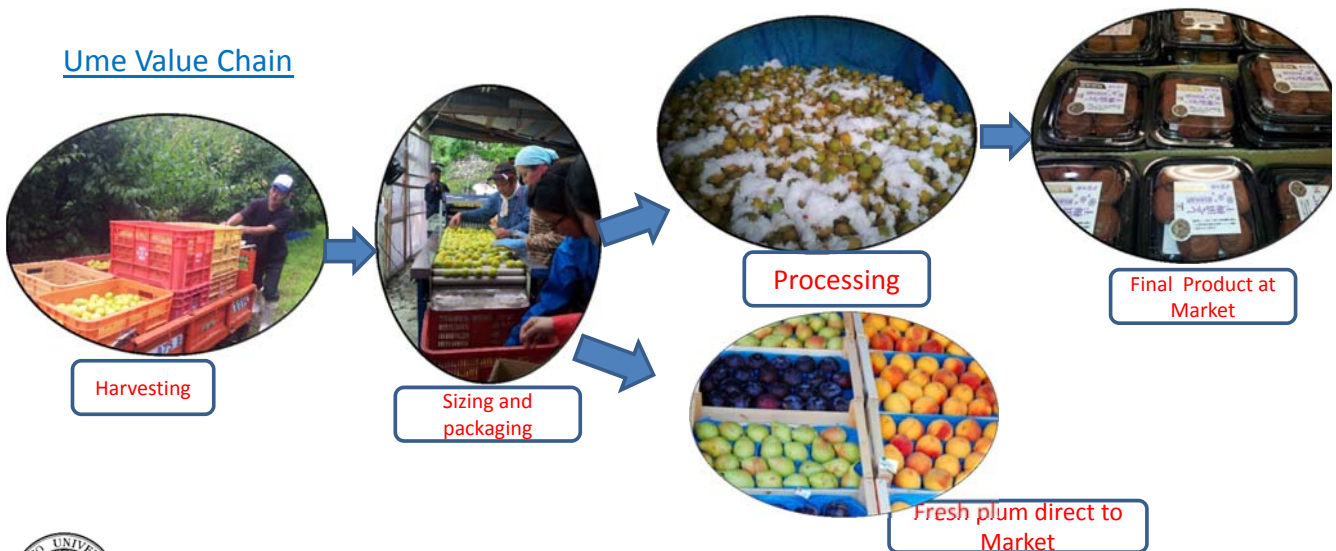 Ume Value Chain
Harvesting
Sizing and
packaging
Processing
Final Product at
Market
Fresh plum direct to
Market